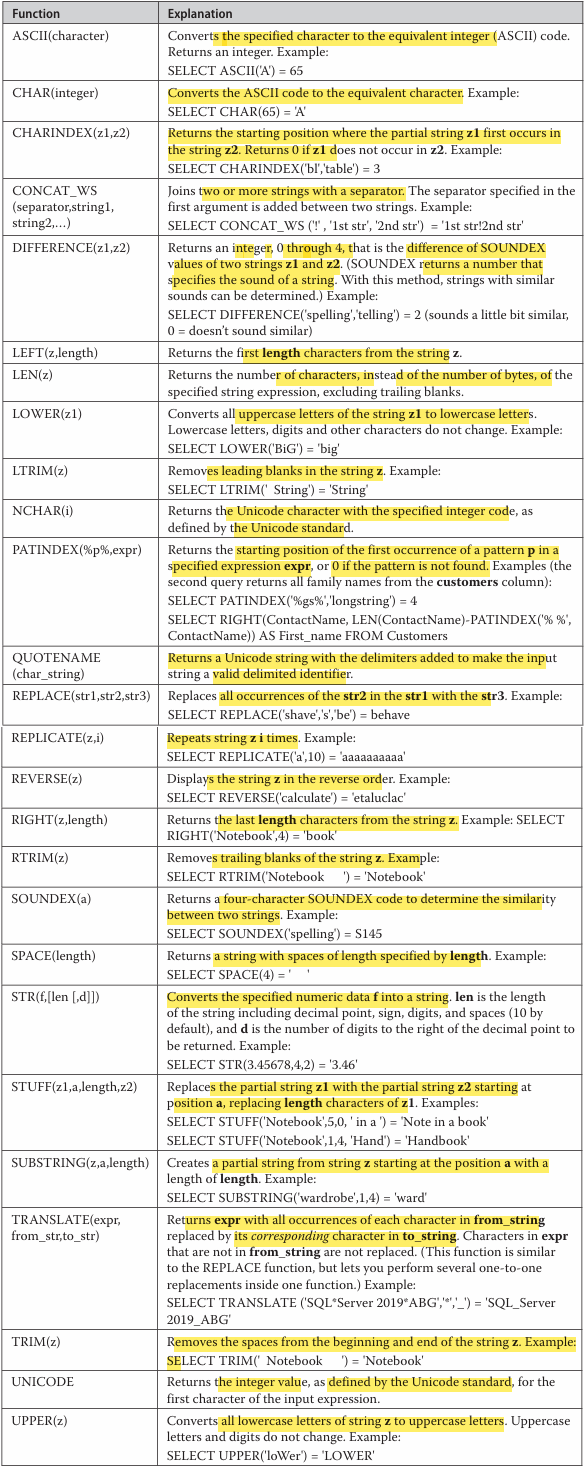 Function Explanation
ASCII(character) Converts the specified character to the equivalent integer (ASCII) code.
Returns an integer. Example:
SELECT ASCII('A') = 65
CHAR(integer) Converts the ASCII code to the equivalent character. Example:
SELECT CHAR(65) = 'A'
CHARINDEX(z1,z2) Returns the starting position where the partial string z1 first occurs in
the string z2. Returns 0 if z1 does not occur in z2. Example:
SELECT CHARINDEX('bl','table') = 3
CONCAT_WS Joins two or more strings with a separator. The separator specified in the
(separator,string1, first argument is added between two strings. Example:
string2,…) SELECT CONCAT_WS ('!' , '1st str', '2nd str') = '1st str!2nd str'
DIFFERENCE(z1,z2) Returns an integer, 0 through 4, that is the difference of SOUNDEX
values of two strings z1 and z2. (SOUNDEX returns a number that
specifies the sound of a string. With this method, strings with similar
sounds can be determined.) Example:
SELECT DIFFERENCE('spelling','telling') = 2 (sounds a little bit similar,
0 = doesn't sound similar)
LEFT(z,length) Returns the first length characters from the string z.
LEN(z) Returns the number of characters, instead of the number of bytes, of the
specified string expression, excluding trailing blanks.
LOWER(z1) Converts all uppercase letters of the string z1 to lowercase letters.
Lowercase letters, digits and other characters do not change. Example:
SELECT LOWER('BiG') = 'big'
LTRIM(z) Removes leading blanks in the string z. Example:
SELECT LTRIM(' String') = 'String'
NCHAR(i) Returns the Unicode character with the specified integer code, as
defined by the Unicode standard.
PATINDEX(%p%,expr) Returns the starting position of the first occurrence of a pattern p in a
specified expression expr, or 0 if the pattern is not found. Examples (the
second query returns all family names from the customers column):
SELECT PATINDEX('%gs%','longstring') = 4
SELECT RIGHT(ContactName, LEN(ContactName)-PATINDEX('% %',
ContactName)) AS First_name FROM Customers
QUOTENAME Returns a Unicode string with the delimiters added to make the input
(char_string) string a valid delimited identifier.
REPLACE(str1,str2,str3) Replaces all occurrences of the str2 in the str1 with the str3. Example:
SELECT REPLACE('shave','s','be') = behave
REPLICATE(z,i) Repeats string z i times. Example:
SELECT REPLICATE('a',10) = 'aaaaaaaaaa'
REVERSE(z) Displays the string z in the reverse order. Example:
SELECT REVERSE('calculate') = 'etaluclac'
RIGHT(z,length) Returns the last length characters from the string z. Example: SELECT
RIGHT('Notebook',4) = 'book'
RTRIM(z) Removes trailing blanks of the string z. Example:
SELECT RTRIM('Notebook ') = 'Notebook'
SOUNDEX(a) Returns a four-character SOUNDEX code to determine the similarity
between two strings. Example:
SELECT SOUNDEX('spelling') = S145
SPACE(length) Returns a string with spaces of length specified by length. Example:
SELECT SPACE(4) = ' '
STR(f,[len [,d]]) Converts the specified numeric data f into a string. len is the length
of the string including decimal point, sign, digits, and spaces (10 by
default), and d is the number of digits to the right of the decimal point to
be returned. Example:
SELECT STR(3.45678,4,2) = '3.46'
STUFF(z1,a,length,z2) Replaces the partial string z1 with the partial string z2 starting at
position a, replacing length characters of z1. Examples:
SELECT STUFF('Notebook',5,0, ' in a ') = 'Note in a book'
SELECT STUFF('Notebook',1,4, 'Hand') = 'Handbook'
SUBSTRING(z,a,length) Creates a partial string from string z starting at the position a with a
length of length. Example:
SELECT SUBSTRING('wardrobe',1,4) = 'ward'
TRANSLATE(expr, Returns expr with all occurrences of each character in from_string
from_str,to_str) replaced by its corresponding character in to_string. Characters in expr
that are not in from_string are not replaced. (This function is similar
to the REPLACE function, but lets you perform several one-to-one
replacements inside one function.) Example:
SELECT TRANSLATE ('SQL*Server 2019*ABG','*','_') = 'SQL_Server
2019_ABG'
TRIM(z) Removes the spaces from the beginning and end of the string z. Example:
SELECT TRIM(' Notebook ') = 'Notebook'
UNICODE Returns the integer value, as defined by the Unicode standard, for the
first character of the input expression.
UPPER(z) Converts all lowercase letters of string z to uppercase letters. Uppercase
letters and digits do not change. Example:
SELECT UPPER('loWer') = 'LOWER'